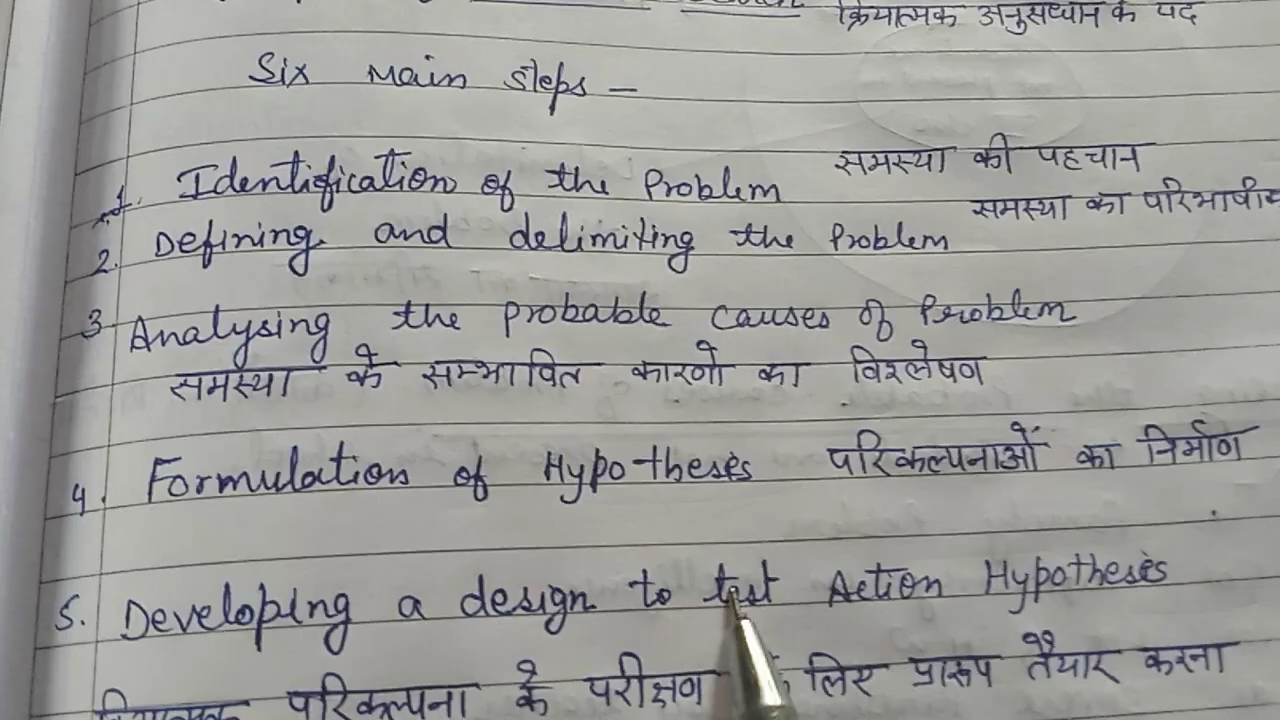 क्रियात्मक अनुसन्धान के पद
Six Main Steps –
1. Identification of the Problem समस्या की पहचान
2. Defining and delimiting the Problem समस्या का
3. Analysing the Probable Causes of Problem
समस्या के सम्भावित कारणो का विश्लेषण
4. Formulation of Hypotheses परिकल्पनाओं का निर्माण
5. Developing a design to test Action Hypotheses
परिकल्पना के परीक्षण लिए प्रारूप तैयार करना